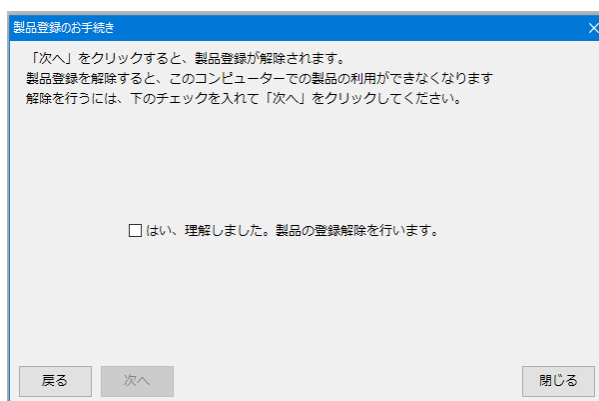 製品登録のお手続き
「次へ」をクリックすると、製品登録が解除されます。
製品登録を解除すると、このコンピューターでの製品の利用ができなくなります
解除を行うには、下のチェックを入れて「次へ」をクリックしてください。
はい、理解しました。製品の登録解除を行います。
戻る
次へ
閉じる